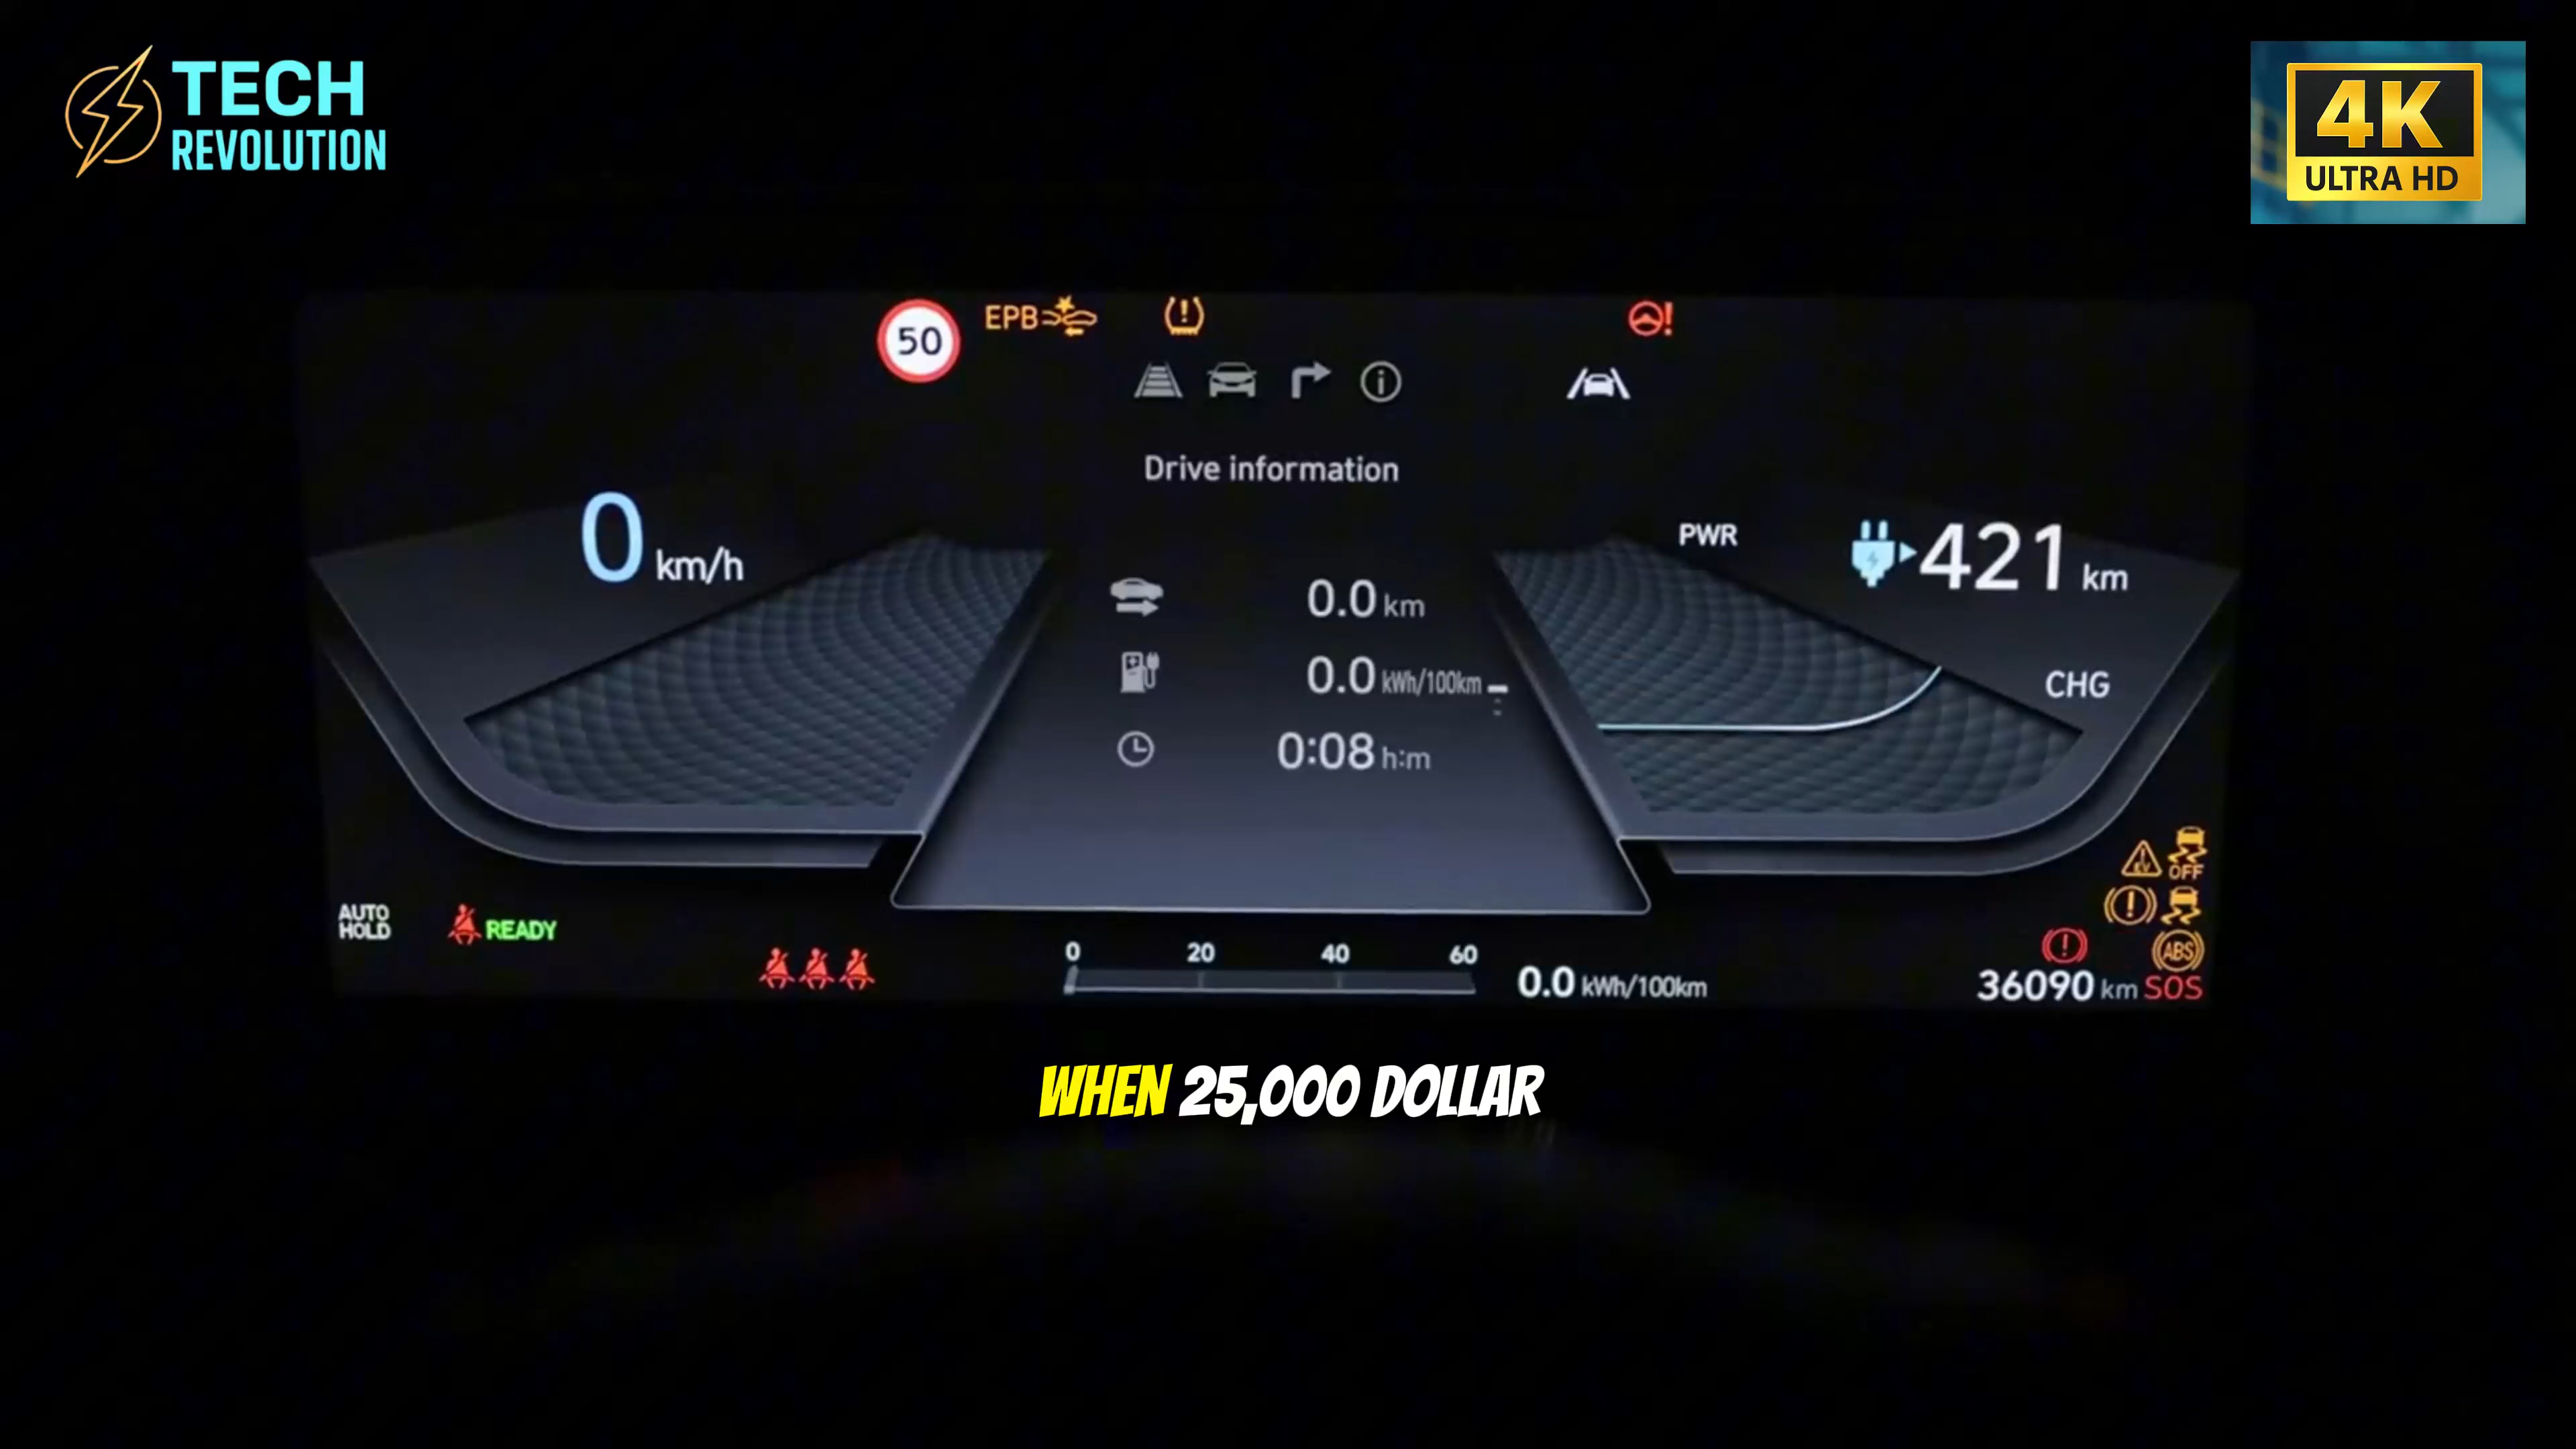 TECH
REVOLUTION
4K
ULTRA HD
50
EPB
Drive information
0 km/h
PWR
421 km
0.0 km
0.0 kWh/100km
CHG
0:08 h:m
EV
OFF
AUTO
HOLD
READY
ABS
0 20 40 60
0.0 kWh/100km
36090 km SOS
WHEN 25,000 DOLLAR